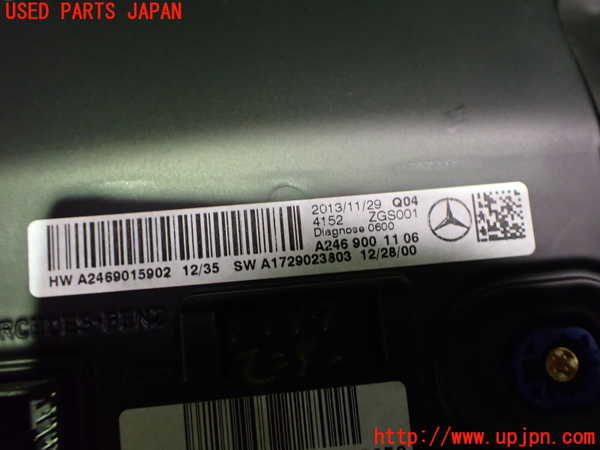 USED PARTS JAPAN
2013/11/29 Q04
4152 ZGS001
Diagnose 0600
A246 900 11 06
HW A2469015902 12/35 SW A1729023803 12/28/00
http://www.upjpn.com/